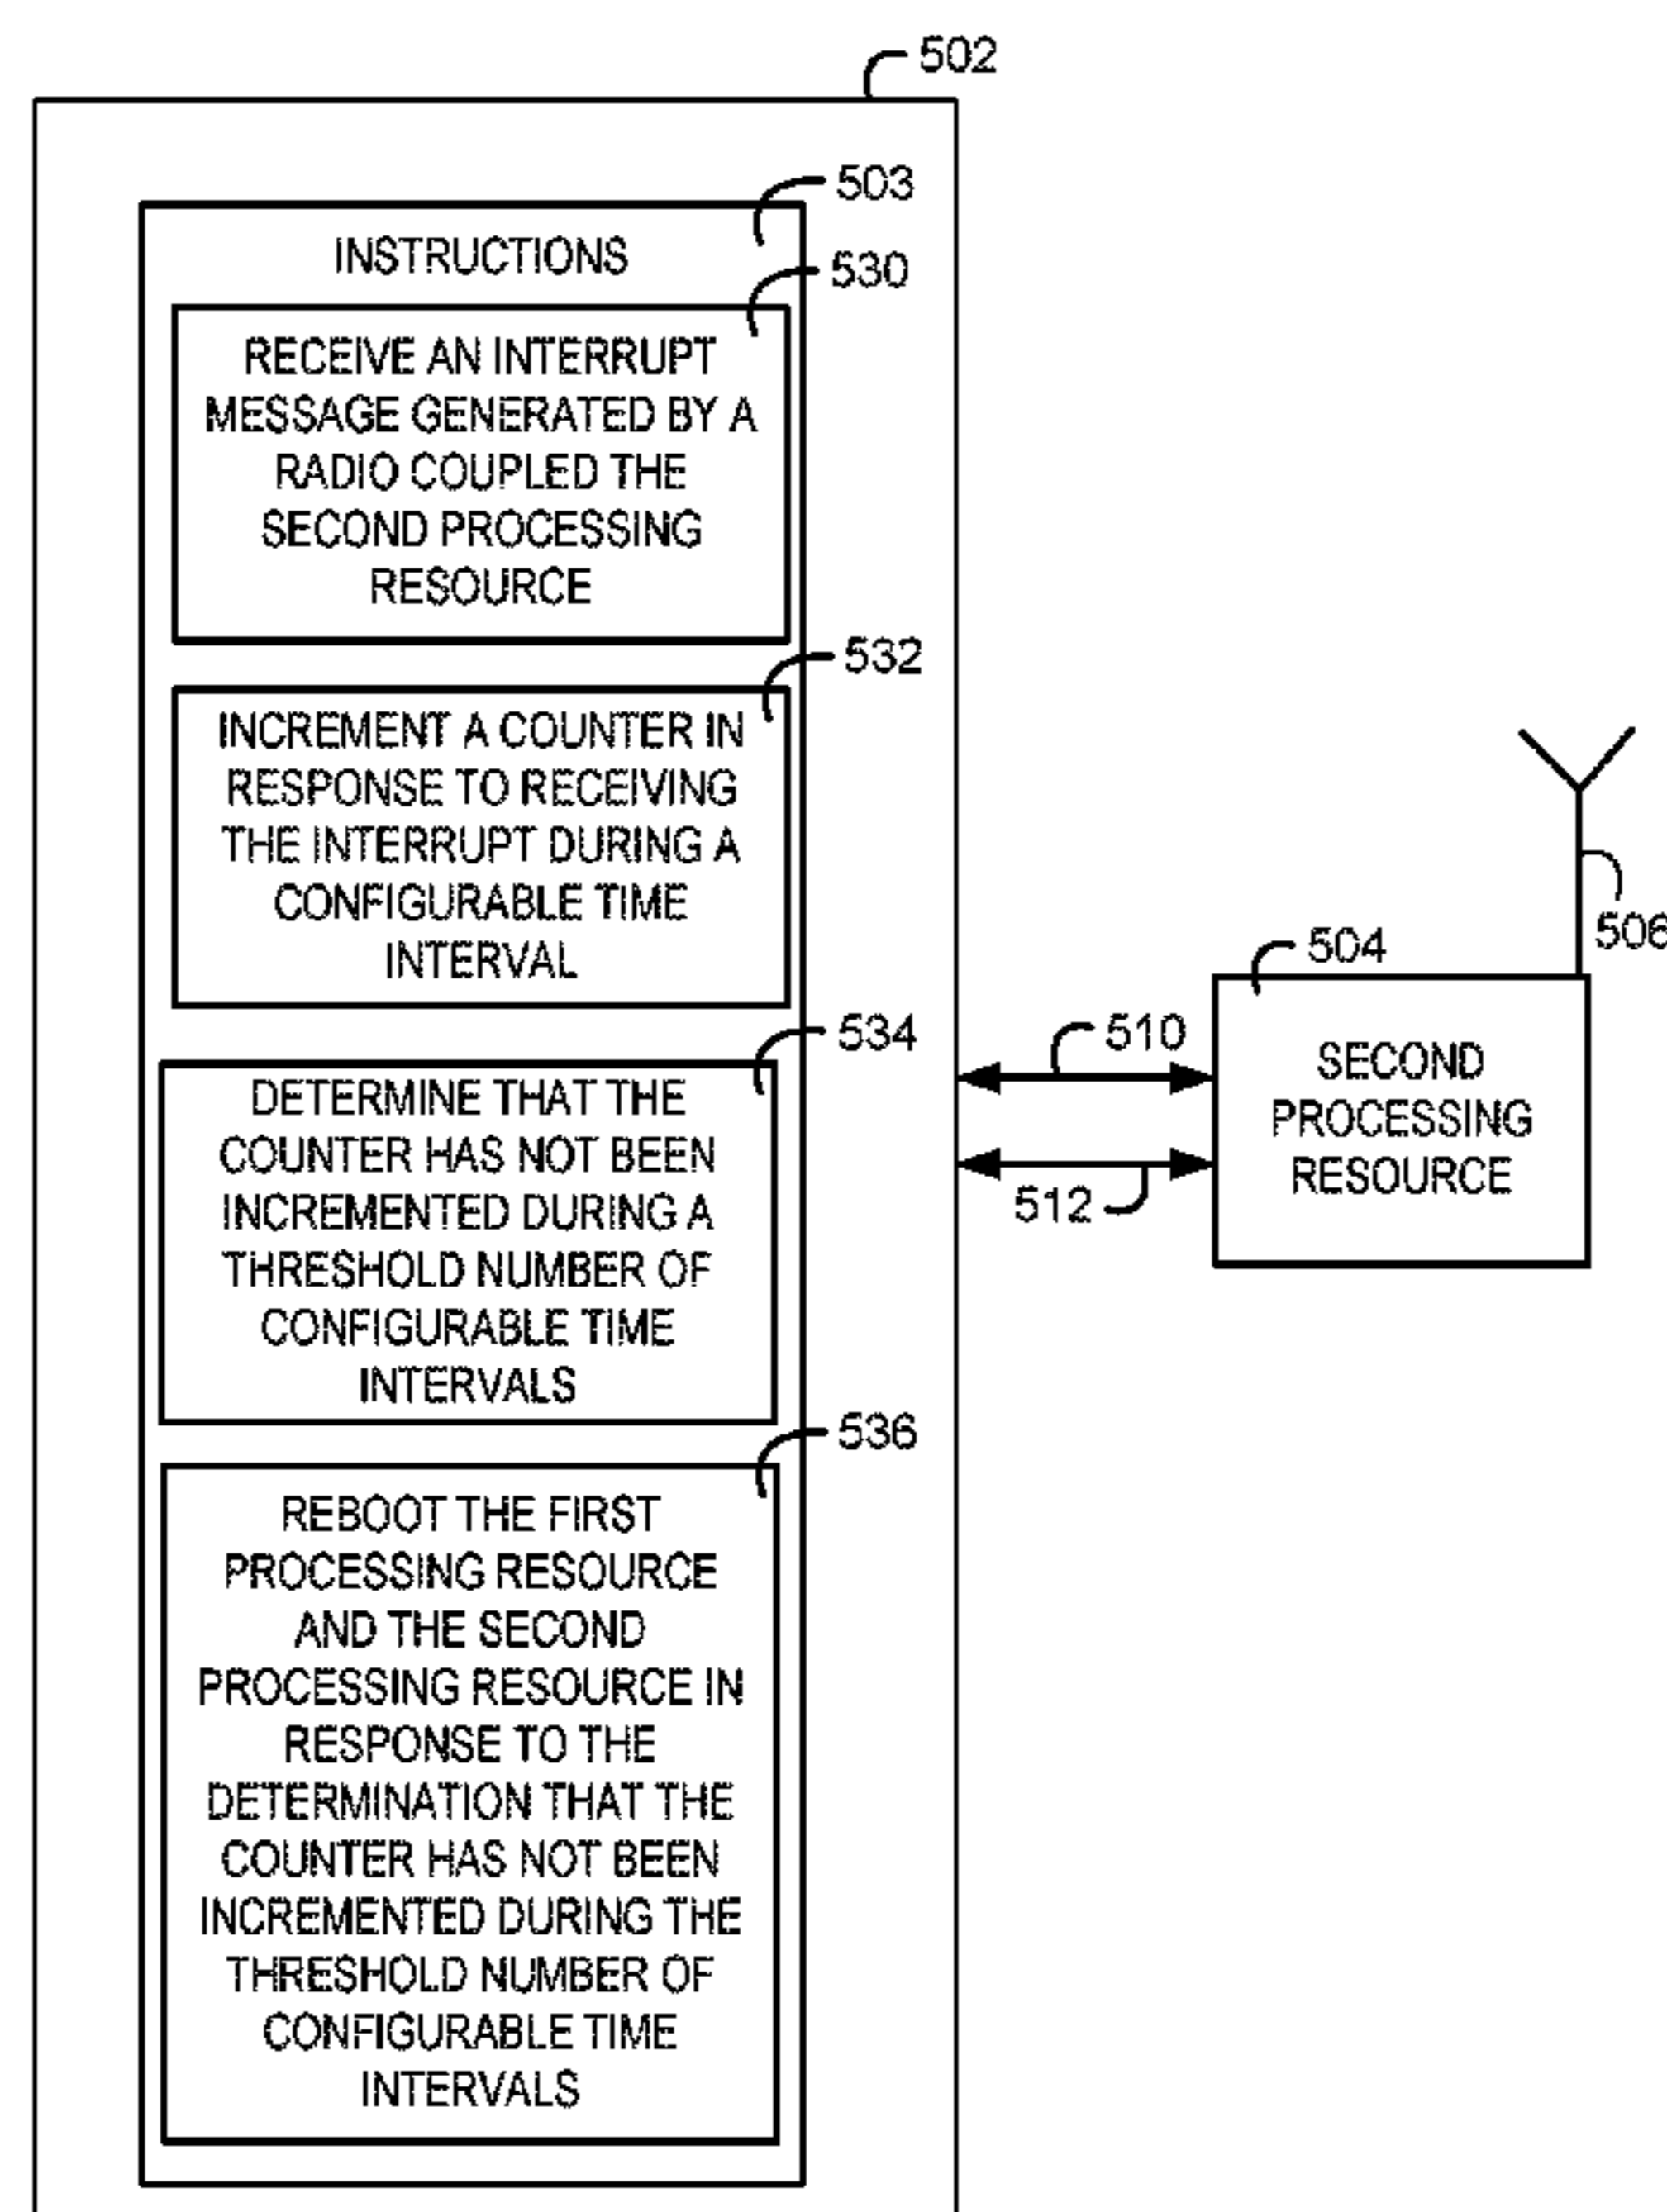 502
503
INSTRUCTIONS
530
RECEIVE AN INTERRUPT
MESSAGE GENERATED BY A
RADIO COUPLED THE
SECOND PROCESSING
RESOURCE
532
INCREMENT A COUNTER IN
RESPONSE TO RECEIVING
THE INTERRUPT DURING A
CONFIGURABLE TIME
INTERVAL
534
DETERMINE THAT THE
COUNTER HAS NOT BEEN
INCREMENTED DURING A
THRESHOLD NUMBER OF
CONFIGURABLE TIME
INTERVALS
536
REBOOT THE FIRST
PROCESSING RESOURCE
AND THE SECOND
PROCESSING RESOURCE IN
RESPONSE TO THE
DETERMINATION THAT THE
COUNTER HAS NOT BEEN
INCREMENTED DURING THE
THRESHOLD NUMBER OF
CONFIGURABLE TIME
INTERVALS
510
512
504
506
SECOND
PROCESSING
RESOURCE